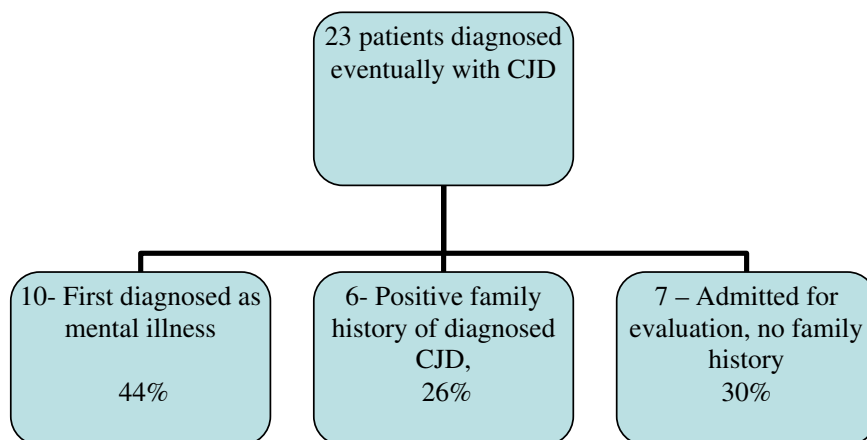 23 patients diagnosed
eventually with CJD
10- First diagnosed as
mental illness
44%
6- Positive family
history of diagnosed
CJD,
26%
7 – Admitted for
evaluation, no family
history
30%